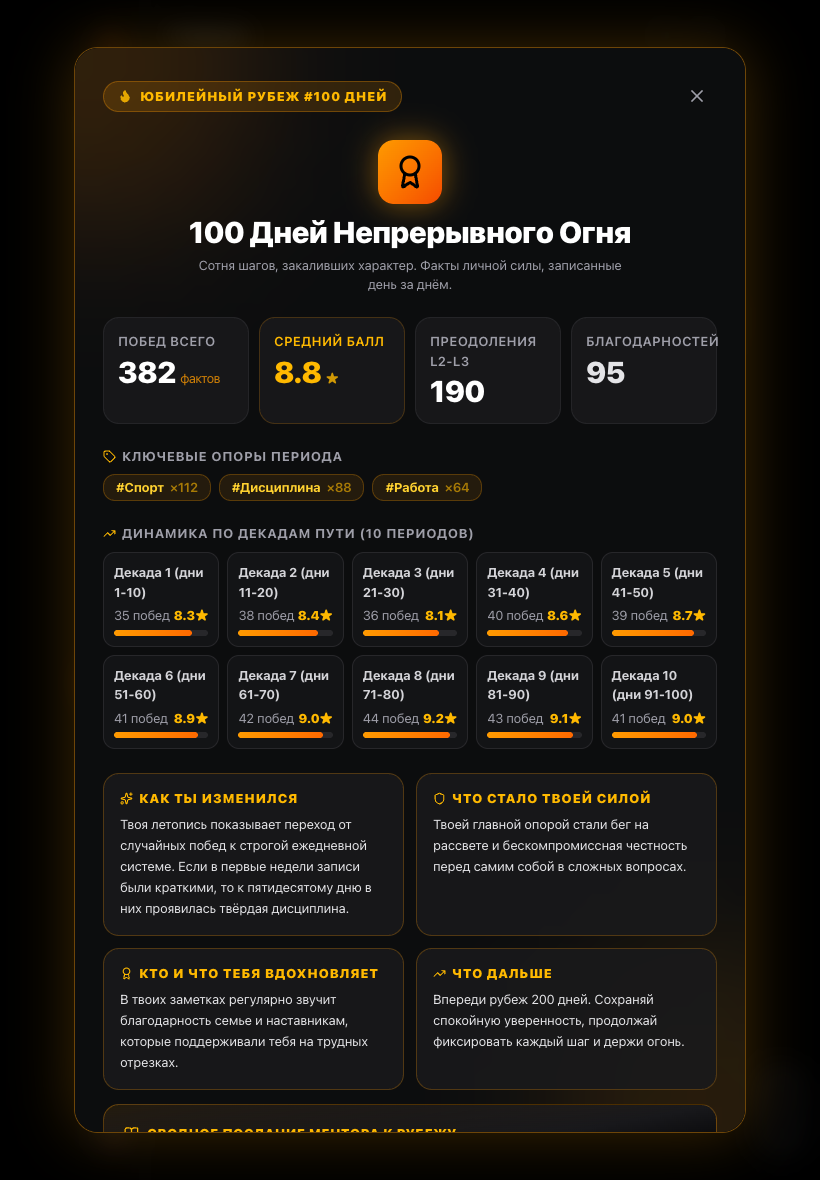 ЮБИЛЕЙНЫЙ РУБЕЖ #100 ДНЕЙ
100 Дней Непрерывного Огня
Сотня шагов, закаливших характер. Факты личной силы, записанные
день за днём.
ПОБЕД ВСЕГО
382 фактов
СРЕДНИЙ БАЛЛ
8.8
ПРЕОДОЛЕНИЯ
L2-L3
190
БЛАГОДАРНОСТЕЙ
95
КЛЮЧЕВЫЕ ОПОРЫ ПЕРИОДА
#Спорт ×112
#Дисциплина ×88
#Работа ×64
ДИНАМИКА ПО ДЕКАДАМ ПУТИ (10 ПЕРИОДОВ)
Декада 1 (дни
1-10)
35 побед 8.3★
Декада 2 (дни
11-20)
38 побед 8.4★
Декада 3 (дни
21-30)
36 побед 8.1★
Декада 4 (дни
31-40)
40 побед 8.6★
Декада 5 (дни
41-50)
39 побед 8.7★
Декада 6 (дни
51-60)
41 побед 8.9★
Декада 7 (дни
61-70)
42 побед 9.0★
Декада 8 (дни
71-80)
44 побед 9.2★
Декада 9 (дни
81-90)
43 побед 9.1★
Декада 10
(дни 91-100)
41 побед 9.0★
КАК ТЫ ИЗМЕНИЛСЯ
Твоя летопись показывает переход от
случайных побед к строгой ежедневной
системе. Если в первые недели записи
были краткими, то к пятидесятому дню в
них проявилась твёрдая дисциплина.
ЧТО СТАЛО ТВОЕЙ СИЛОЙ
Твоей главной опорой стали бег на
рассвете и бескомпромиссная честность
перед самим собой в сложных вопросах.
КТО И ЧТО ТЕБЯ ВДОХНОВЛЯЕТ
В твоих заметках регулярно звучит
благодарность семье и наставникам,
которые поддерживали тебя на трудных
отрезках.
ЧТО ДАЛЬШЕ
Впереди рубеж 200 дней. Сохраняй
спокойную уверенность, продолжай
фиксировать каждый шаг и держи огонь.
СВОДНОЕ ПОСЛАНИЕ МЕНТОРА К РУБЕЖУ